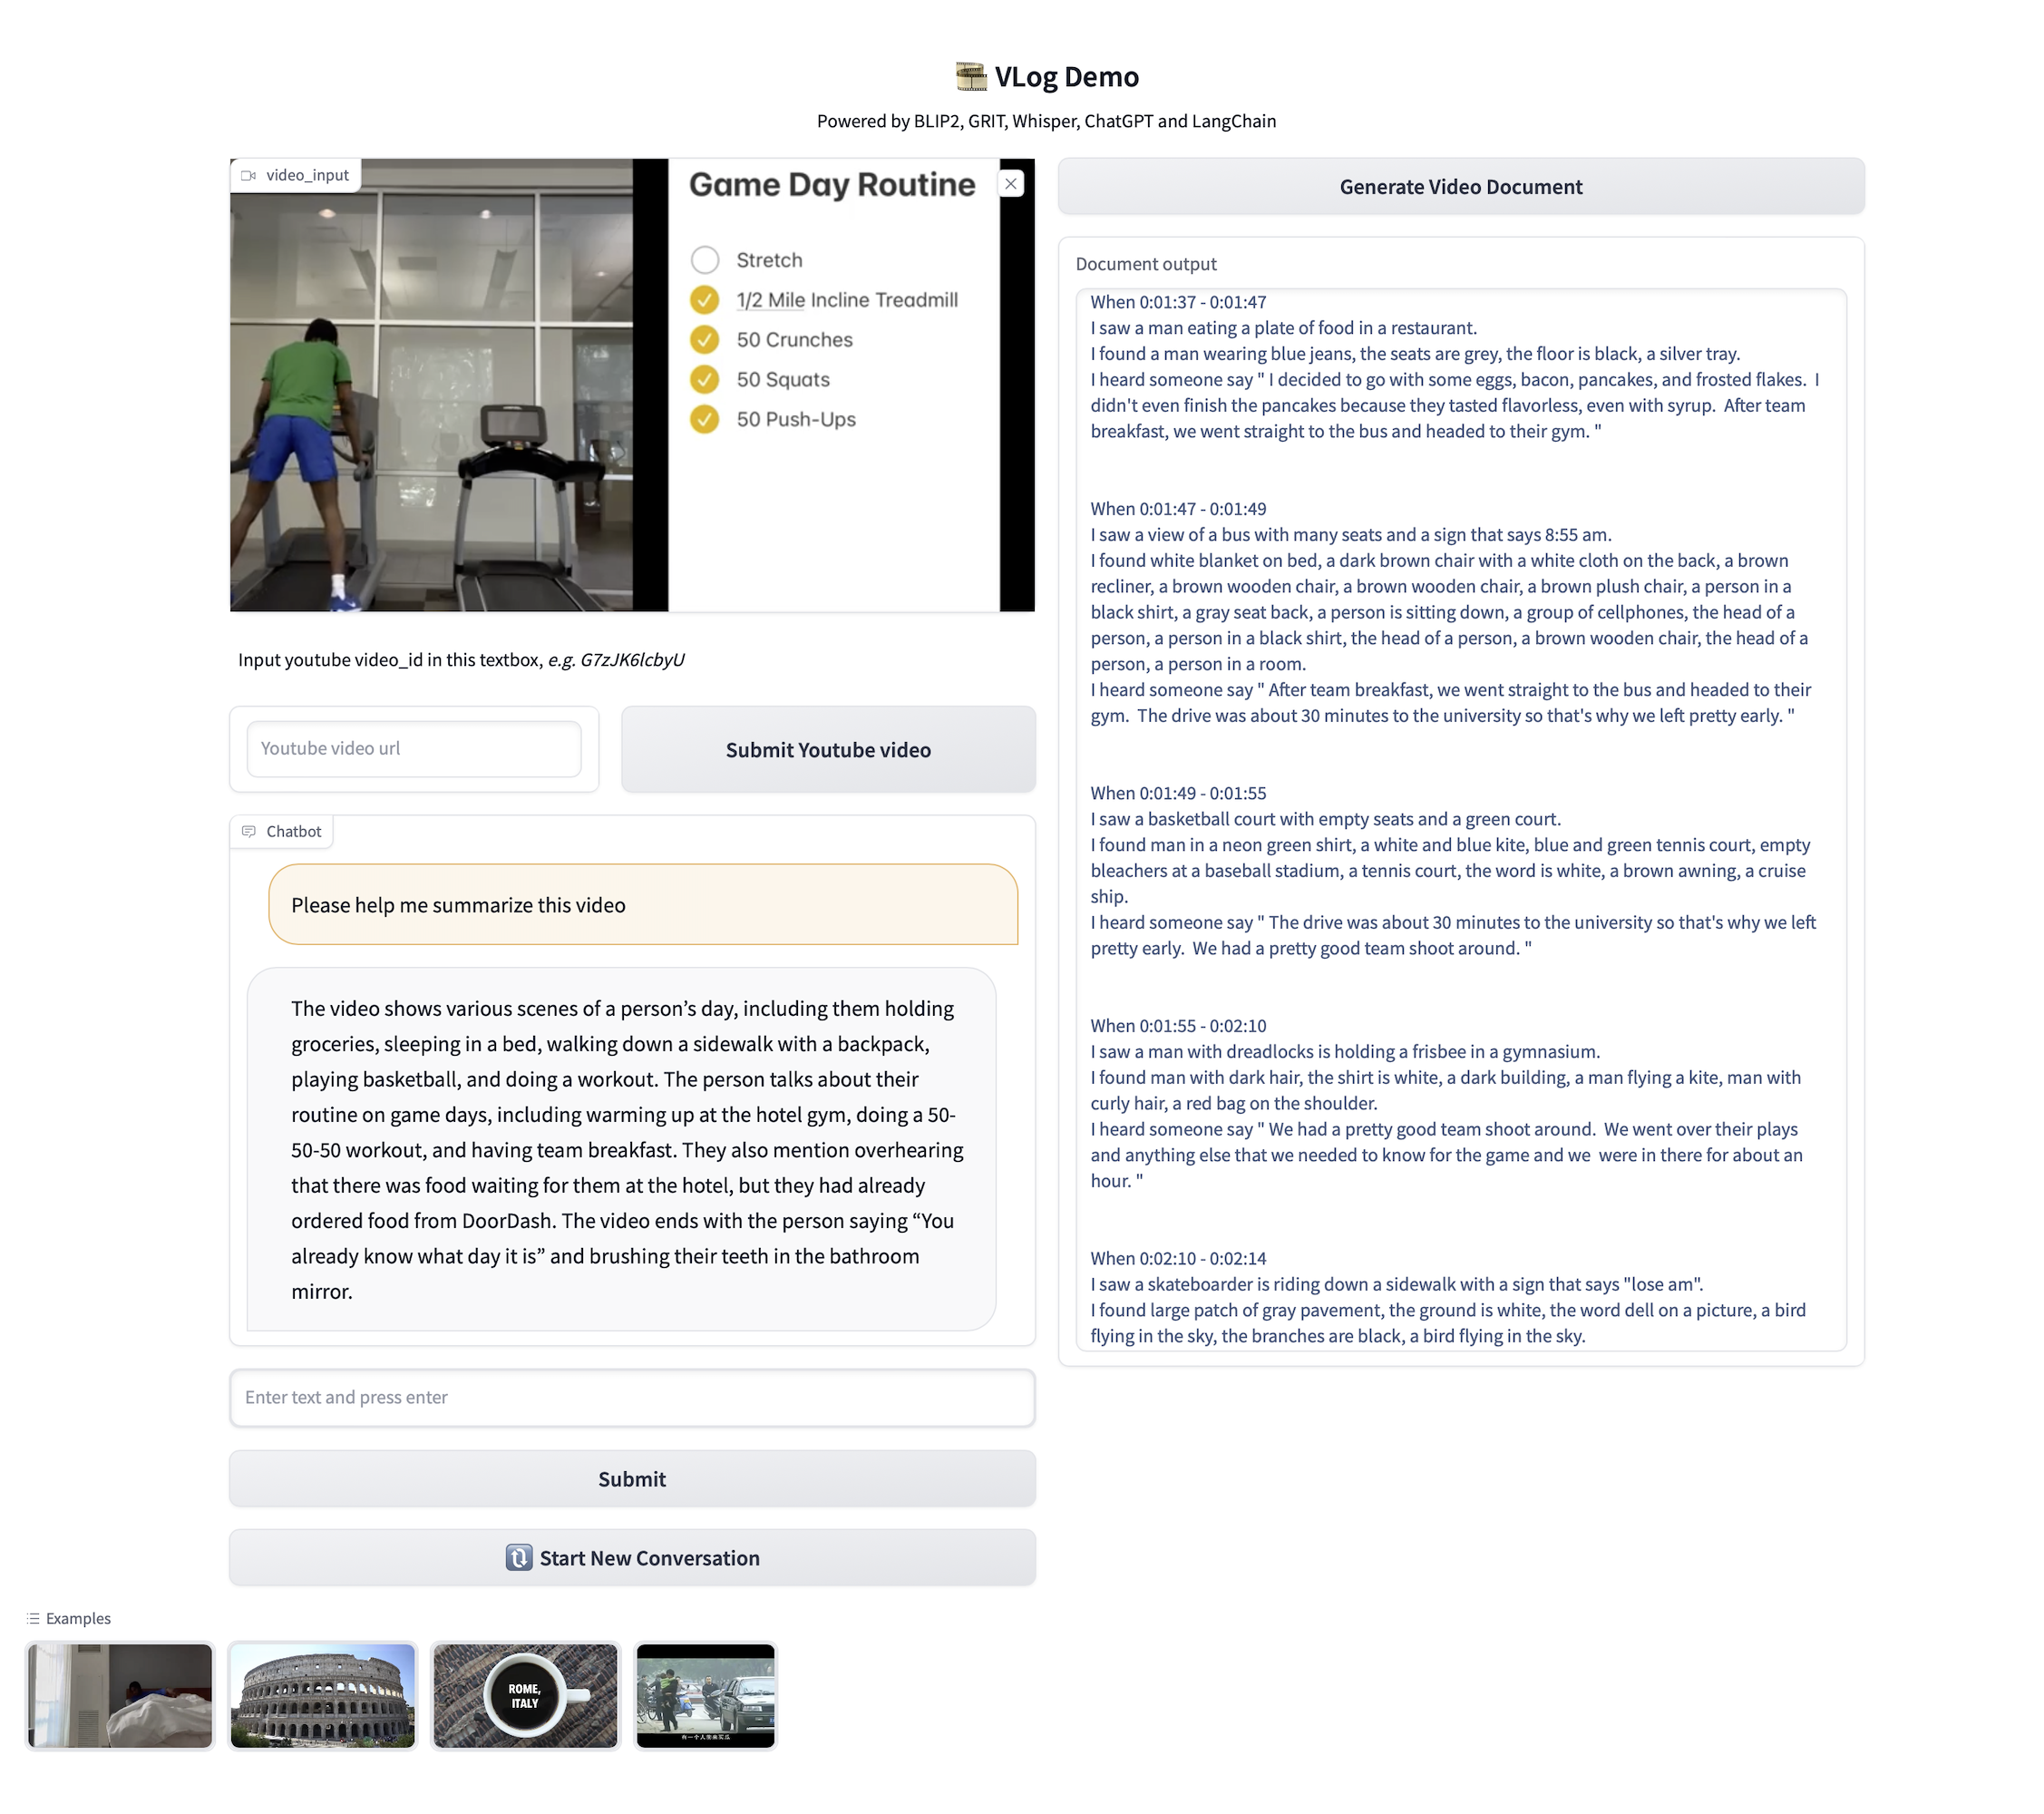 VLog Demo
Powered by BLIP2, GRIT, Whisper, ChatGPT and LangChain
video_input
Game Day Routine
Stretch
1/2 Mile Incline Treadmill
50 Crunches
50 Squats
50 Push-Ups
Input youtube video_id in this textbox, e.g. G7zJK6lcbyU
Youtube video url
Submit Youtube video
Chatbot
Please help me summarize this video
The video shows various scenes of a person’s day, including them holding
groceries, sleeping in a bed, walking down a sidewalk with a backpack,
playing basketball, and doing a workout. The person talks about their
routine on game days, including warming up at the hotel gym, doing a 50-
50-50 workout, and having team breakfast. They also mention overhearing
that there was food waiting for them at the hotel, but they had already
ordered food from DoorDash. The video ends with the person saying “You
already know what day it is” and brushing their teeth in the bathroom
mirror.
Enter text and press enter
Submit
Start New Conversation
Generate Video Document
Document output
When 0:01:37 - 0:01:47
I saw a man eating a plate of food in a restaurant.
I found a man wearing blue jeans, the seats are grey, the floor is black, a silver tray.
I heard someone say " I decided to go with some eggs, bacon, pancakes, and frosted flakes.  I
didn't even finish the pancakes because they tasted flavorless, even with syrup.  After team
breakfast, we went straight to the bus and headed to their gym. "
When 0:01:47 - 0:01:49
I saw a view of a bus with many seats and a sign that says 8:55 am.
I found white blanket on bed, a dark brown chair with a white cloth on the back, a brown
recliner, a brown wooden chair, a brown wooden chair, a brown plush chair, a person in a
black shirt, a gray seat back, a person is sitting down, a group of cellphones, the head of a
person, a person in a black shirt, the head of a person, a brown wooden chair, the head of a
person, a person in a room.
I heard someone say " After team breakfast, we went straight to the bus and headed to their
gym.  The drive was about 30 minutes to the university so that's why we left pretty early. "
When 0:01:49 - 0:01:55
I saw a basketball court with empty seats and a green court.
I found man in a neon green shirt, a white and blue kite, blue and green tennis court, empty
bleachers at a baseball stadium, a tennis court, the word is white, a brown awning, a cruise
ship.
I heard someone say " The drive was about 30 minutes to the university so that's why we left
pretty early.  We had a pretty good team shoot around. "
When 0:01:55 - 0:02:10
I saw a man with dreadlocks is holding a frisbee in a gymnasium.
I found man with dark hair, the shirt is white, a dark building, a man flying a kite, man with
curly hair, a red bag on the shoulder.
I heard someone say " We had a pretty good team shoot around.  We went over their plays
and anything else that we needed to know for the game and we  were in there for about an
hour. "
When 0:02:10 - 0:02:14
I saw a skateboarder is riding down a sidewalk with a sign that says "lose am".
I found large patch of gray pavement, the ground is white, the word dell on a picture, a bird
flying in the sky, the branches are black, a bird flying in the sky.
Examples
ROME,
ITALY
有一个人前来买瓜